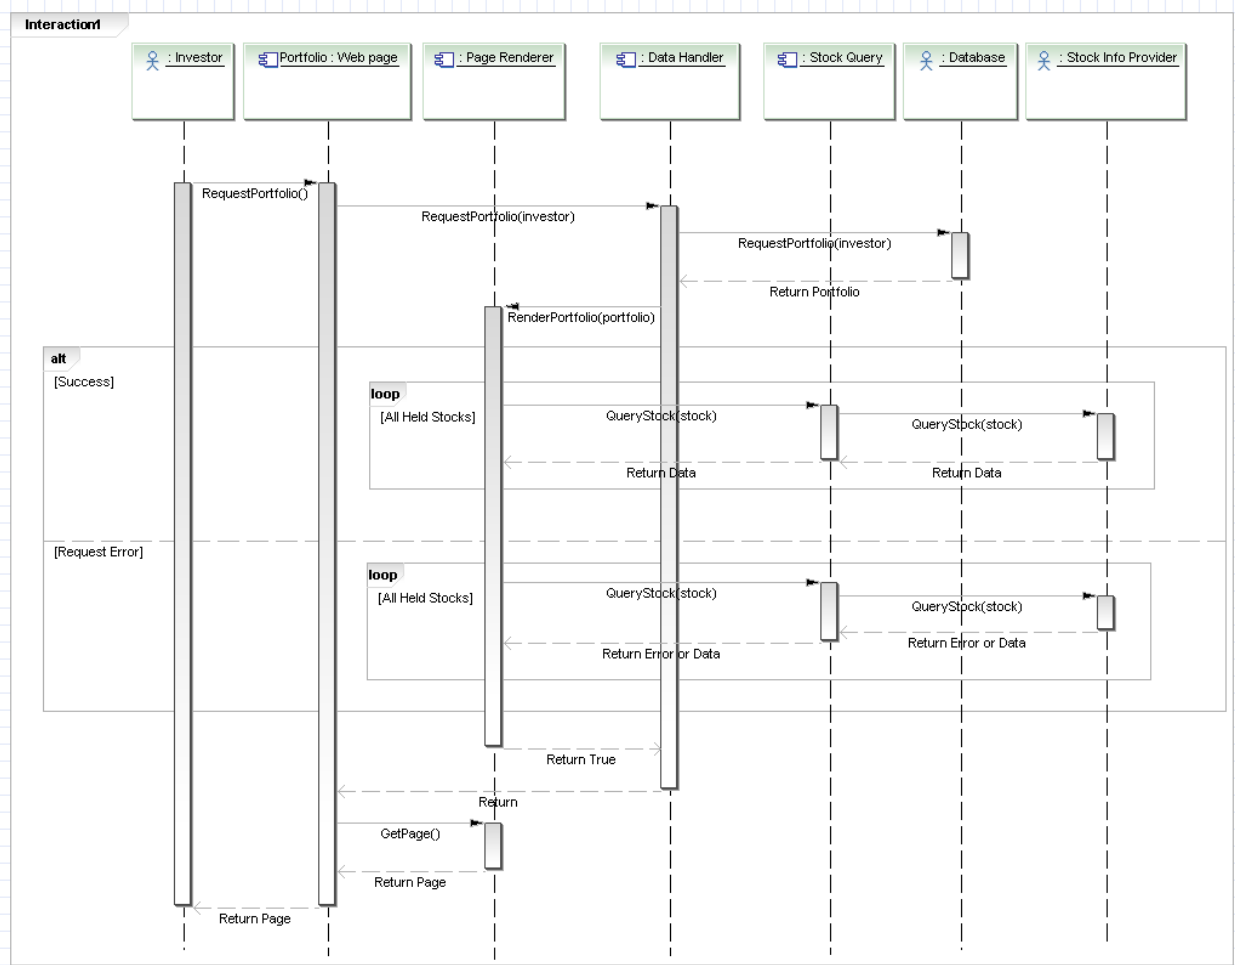 Interaction1
: Investor
Portfolio : Web page
: Page Renderer
: Data Handler
: Stock Query
: Database
: Stock Info Provider
RequestPortfolio()
RequestPortfolio(investor)
RequestPortfolio(investor)
Return Portfolio
RenderPortfolio(portfolio)
alt
[Success]
loop
[All Held Stocks]
QueryStock(stock)
QueryStock(stock)
Return Data
Return Data
[Request Error]
loop
[All Held Stocks]
QueryStock(stock)
QueryStock(stock)
Return Error or Data
Return Error or Data
Return True
Return
GetPage()
Return Page
Return Page